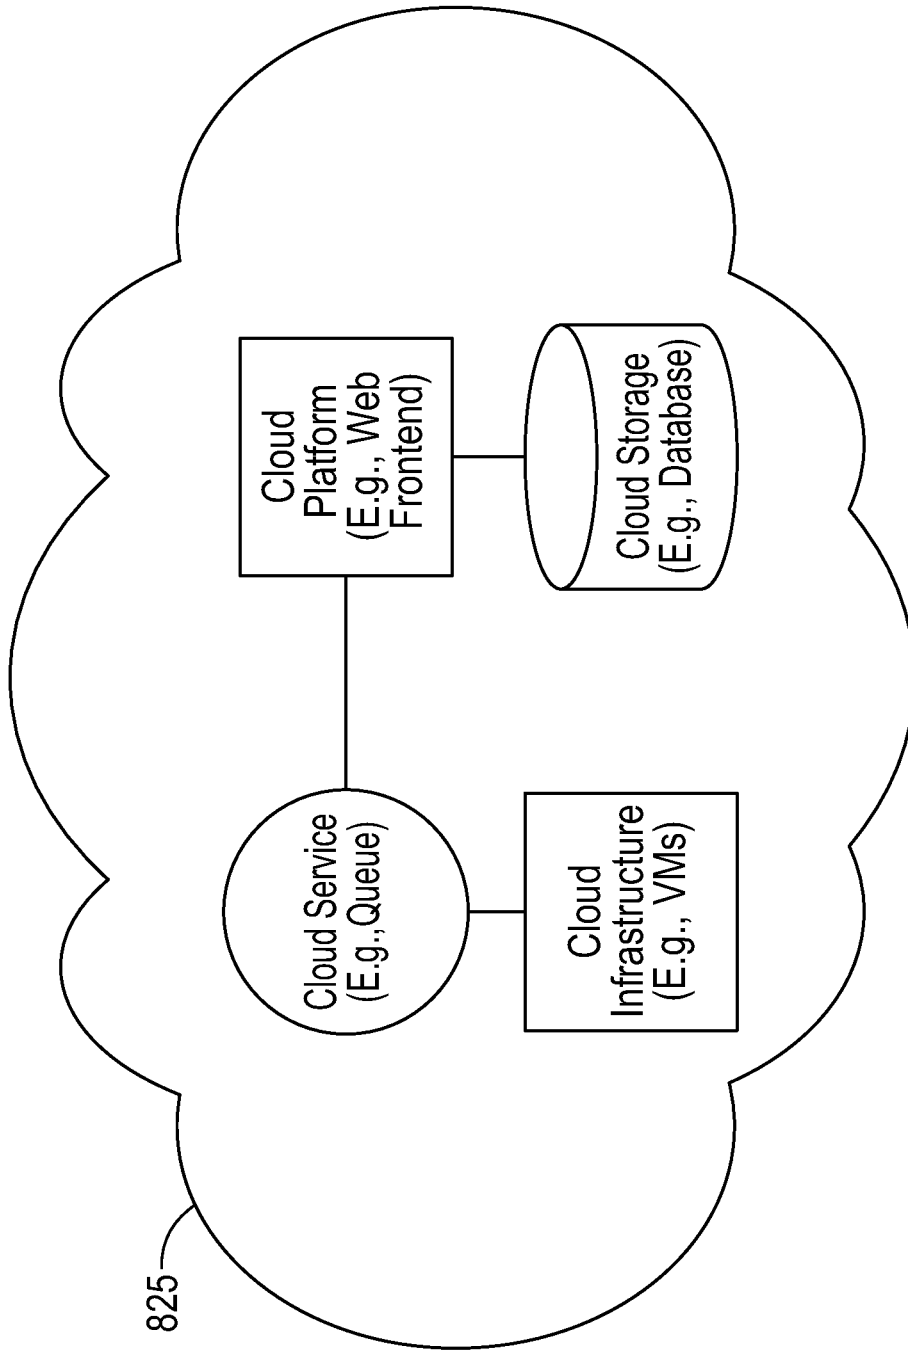 825
Cloud Service
(E.g.,Queue)
Cloud
Platform
(E.g., Web
Frontend)
Cloud
Infrastructure
(E.g., VMs)
Cloud Storage
(E.g., Database)